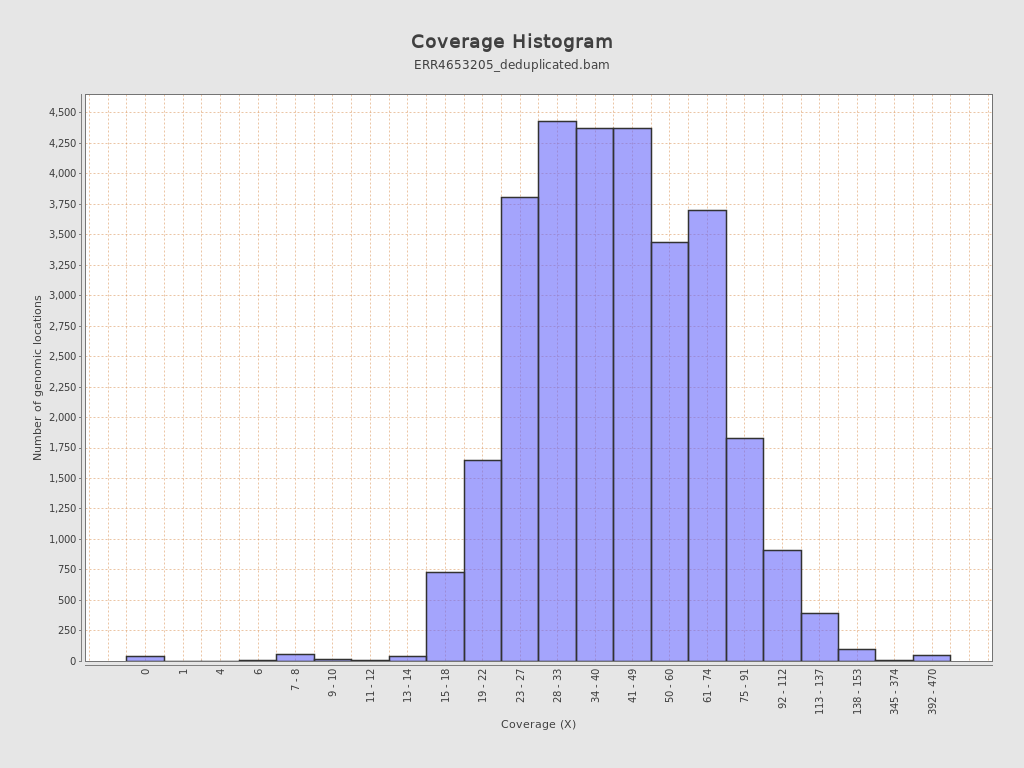 Coverage Histogram
ERR4653205_deduplicated.bam
Number of genomic locations
4,500
4,250
4,000
3,750
3,500
3,250
3,000
2,750
2,500
2,250
2,000
1,750
1,500
1,250
1,000
750
500
250
0
0
1
4
6
7 - 8
9 - 10
11 - 12
13 - 14
15 - 18
19 - 22
23 - 27
28 - 33
34 - 40
41 - 49
50 - 60
61 - 74
75 - 91
92 - 112
113 - 137
138 - 153
345 - 374
392 - 470
Coverage (X)